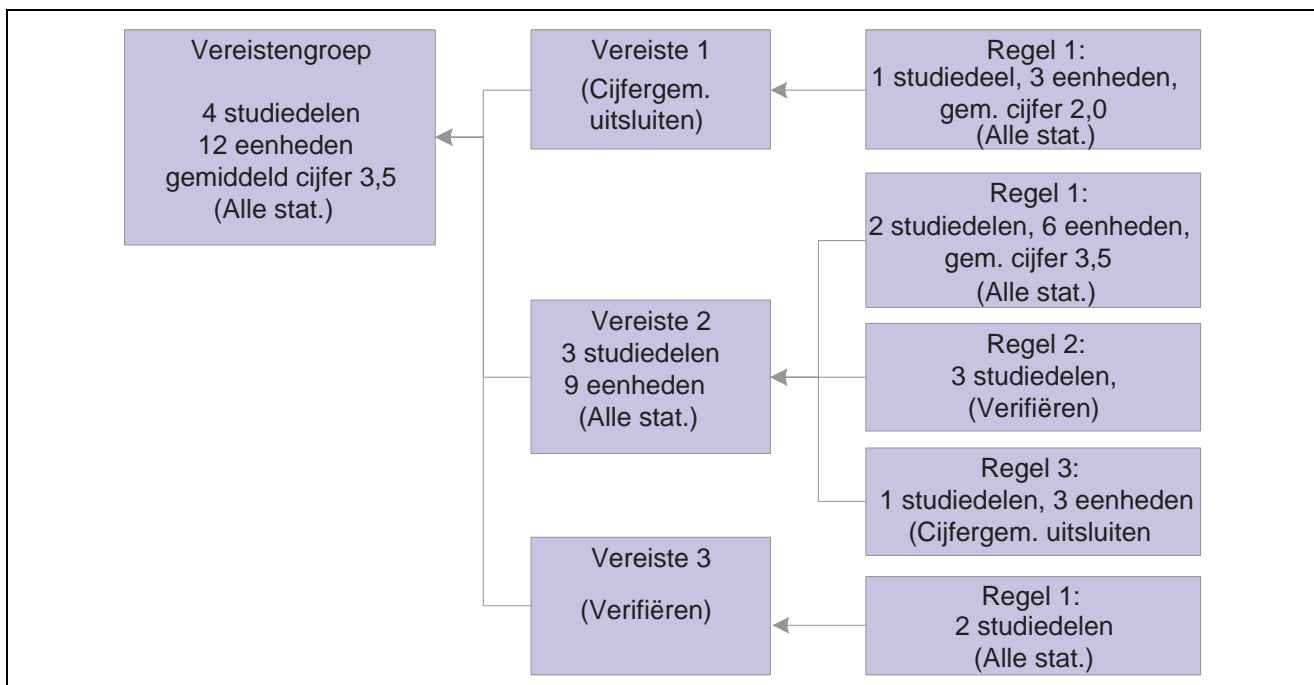 Vereistengroep
4 studiedelen
12 eenheden
gemiddeld cijfer 3,5
(Alle stat.)
Vereiste 1
(Cijfergem.
uitsluiten)
Regel 1:
1 studiedeel, 3 eenheden,
gem. cijfer 2,0
(Alle stat.)
Vereiste 2
3 studiedelen
9 eenheden
(Alle stat.)
Regel 1:
2 studiedelen, 6 eenheden,
gem. cijfer 3,5
(Alle stat.)
Regel 2:
3 studiedelen,
(Verifiëren)
Regel 3:
1 studiedelen, 3 eenheden
(Cijfergem. uitsluiten
Vereiste 3
(Verifiëren)
Regel 1:
2 studiedelen
(Alle stat.)